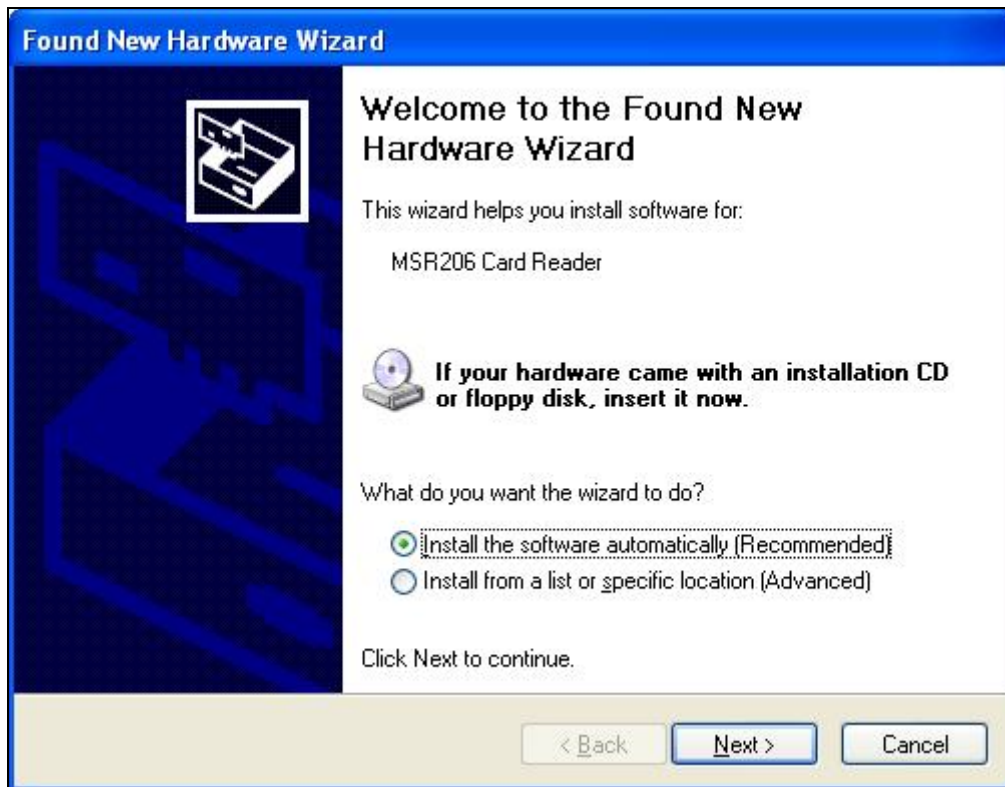 Found New Hardware Wizard
Welcome to the Found New
Hardware Wizard
This wizard helps you install software for:
MSR206 Card Reader
If your hardware came with an installation CD
or floppy disk, insert it now.
What do you want the wizard to do?
Install the software automatically (Recommended)
Install from a list or specific location (Advanced)
Click Next to continue.
< Back
Next >
Cancel